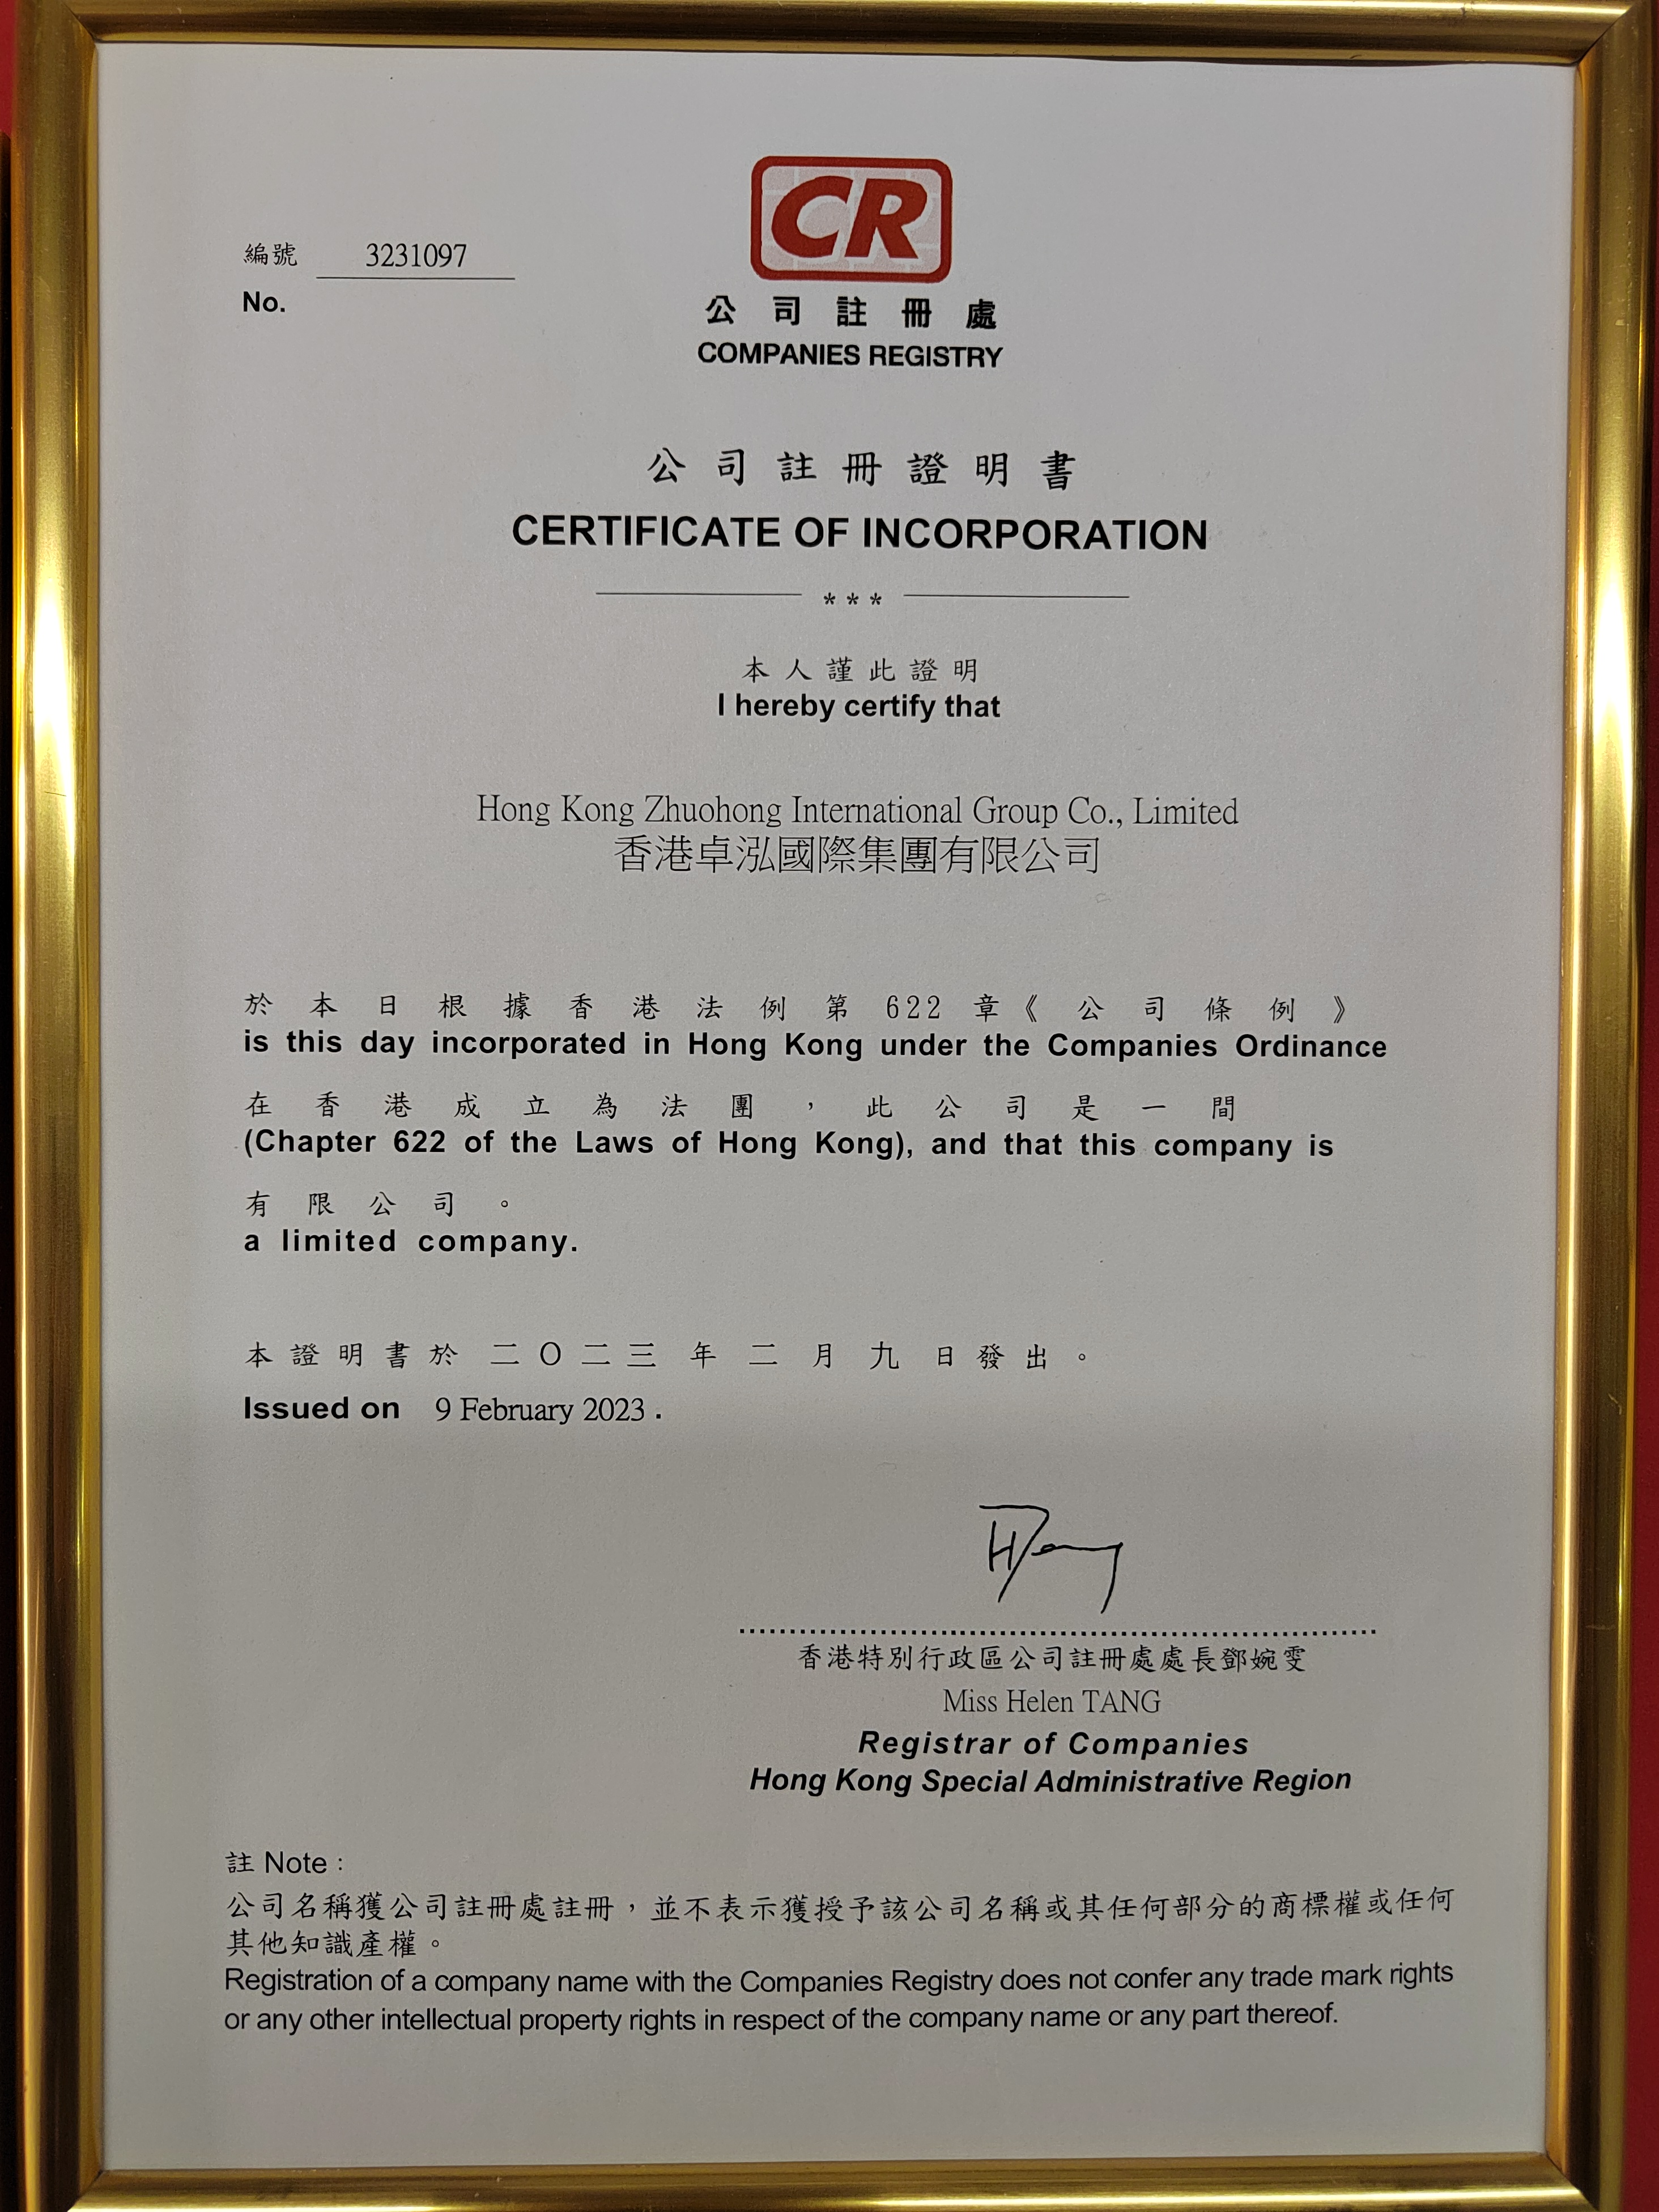 CR
編號 3231097
No.
公司註冊處
COMPANIES REGISTRY
公司註冊證明書
CERTIFICATE OF INCORPORATION
***
本人謹此證明
I hereby certify that
Hong Kong Zhuohong International Group Co., Limited
香港卓泓國際集團有限公司
於本日根據香港法例第622章《公司條例》
is this day incorporated in Hong Kong under the Companies Ordinance
在香港成立為法團，此公司是一間
(Chapter 622 of the Laws of Hong Kong), and that this company is
有限公司。
a limited company.
本證明書於二〇二三年二月九日發出。
Issued on 9 February 2023 .
香港特別行政區公司註冊處處長鄧婉雯
Miss Helen TANG
Registrar of Companies
Hong Kong Special Administrative Region
註 Note :
公司名稱獲公司註冊處註冊，並不表示獲授予該公司名稱或其任何部分的商標權或任何
其他知識產權。
Registration of a company name with the Companies Registry does not confer any trade mark rights
or any other intellectual property rights in respect of the company name or any part thereof.